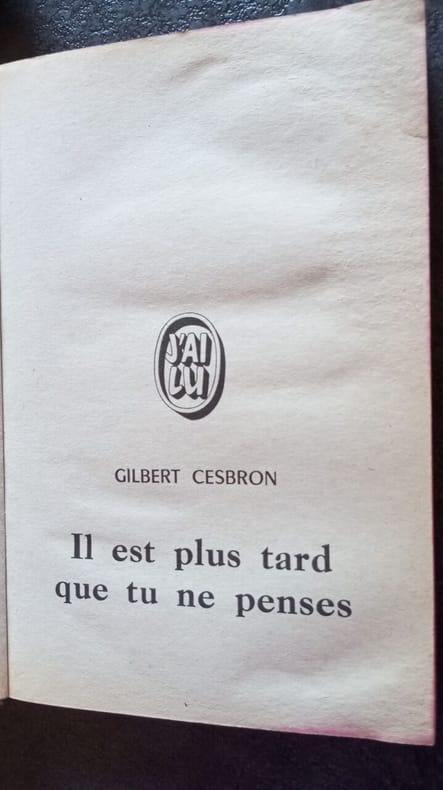 J'AI
LU
GILBERT CESBRON
Il est plus tard
que tu ne penses